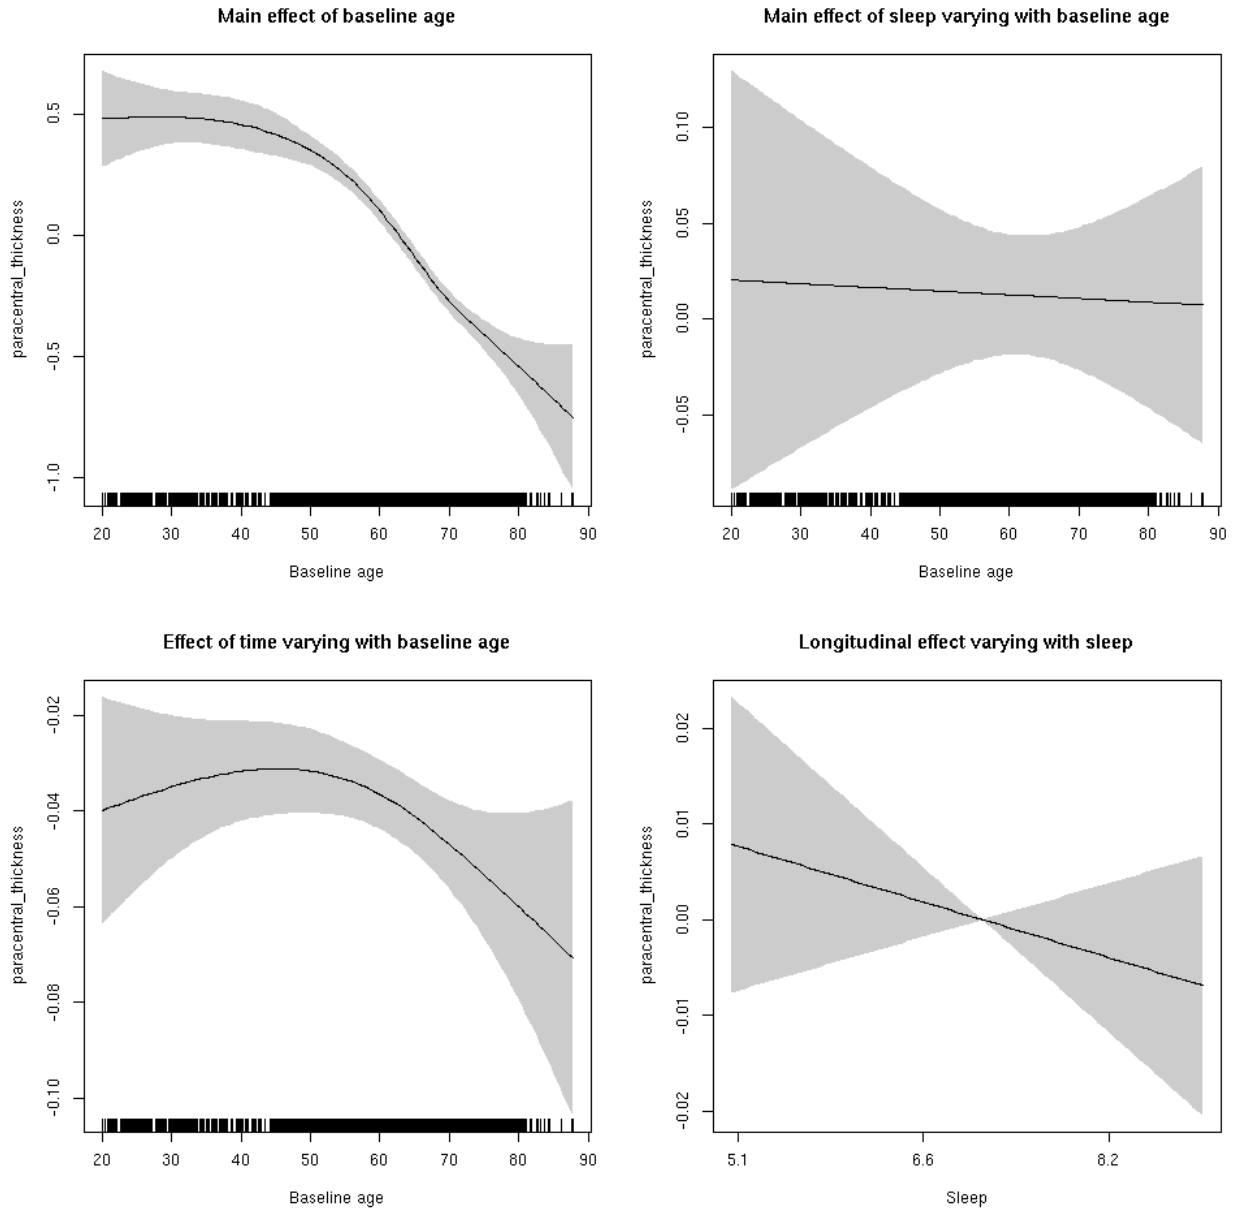 Main effect of baseline age
paracentral_thickness
0.5
0.0
-0.5
-1.0
20 30 40 50 60 70 80 90
Baseline age
Main effect of sleep varying with baseline age
paracentral_thickness
0.10
0.05
0.00
-0.05
20 30 40 50 60 70 80 90
Baseline age
Effect of time varying with baseline age
paracentral_thickness
-0.02
-0.04
-0.06
-0.08
-0.10
20 30 40 50 60 70 80 90
Baseline age
Longitudinal effect varying with sleep
paracentral_thickness
0.02
0.01
0.00
-0.01
-0.02
5.1 6.6 8.2
Sleep